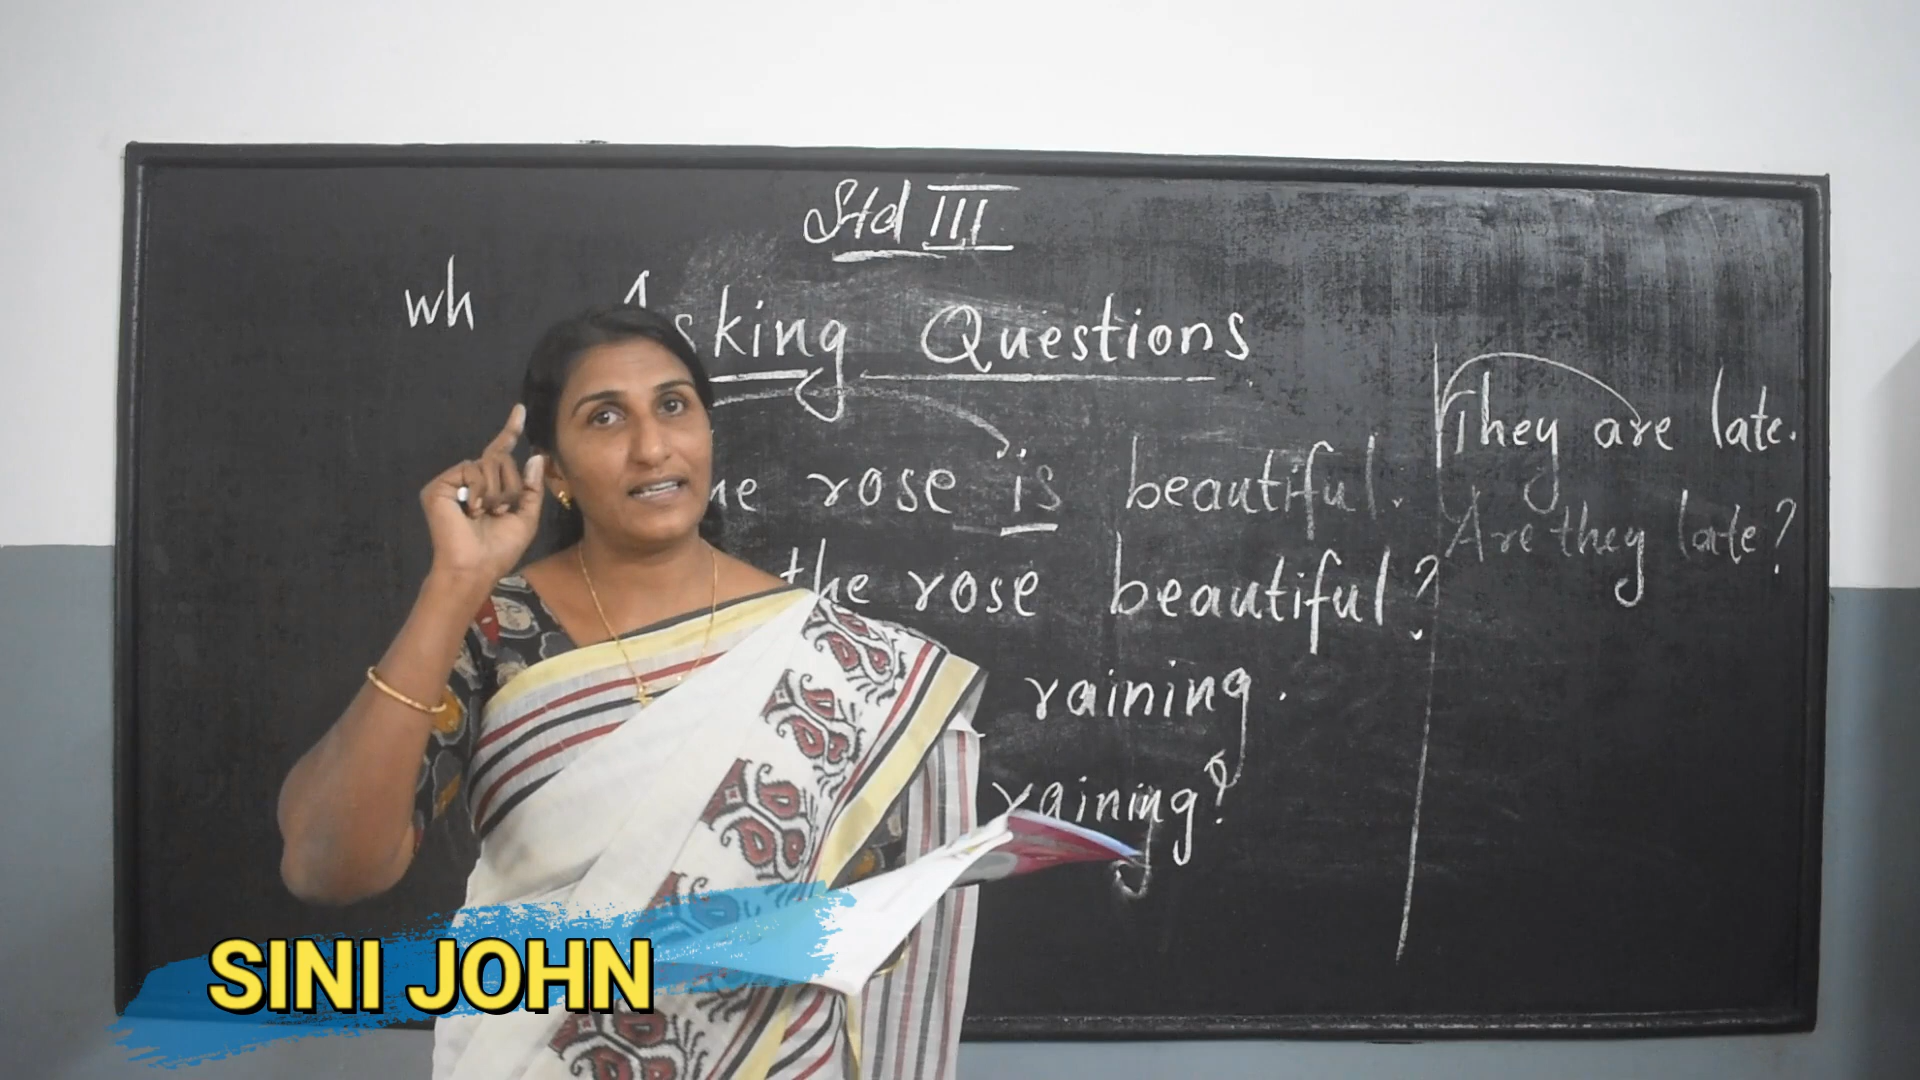 Std III
wh Asking Questions
rose is beautiful.
the rose beautiful?
raining.
raining?
They are late.
Are they late?
SINI JOHN